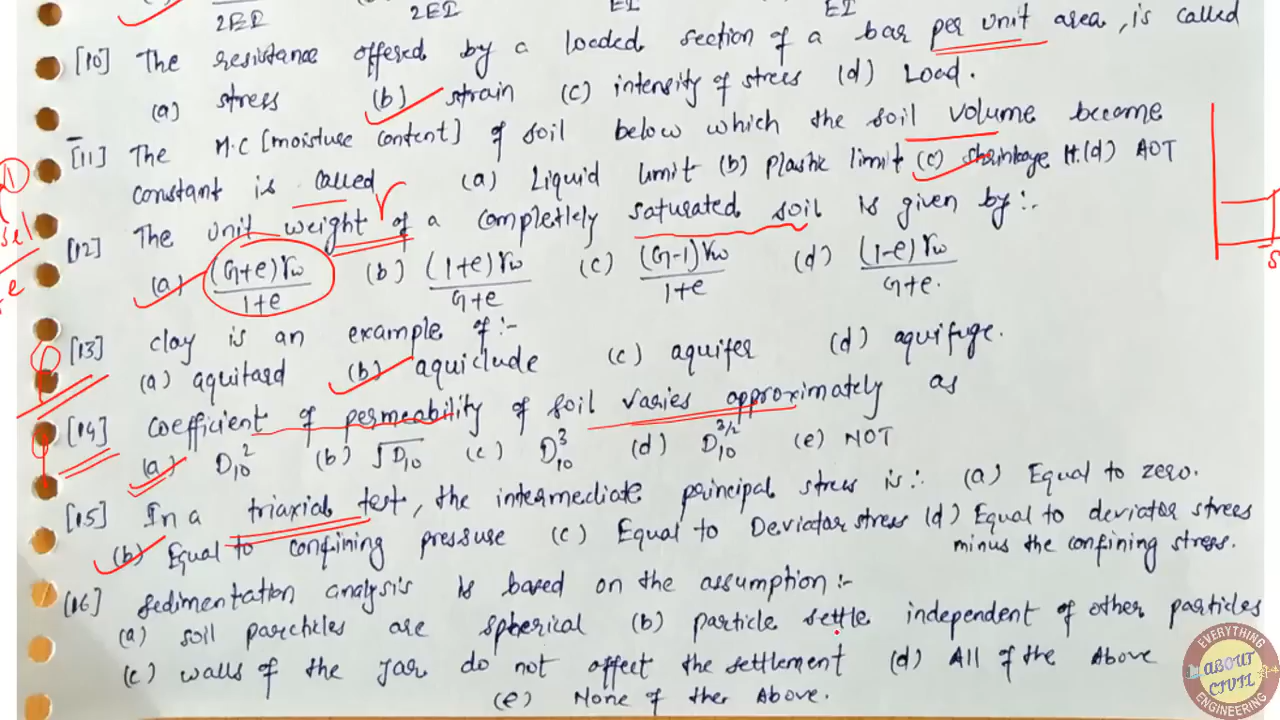 2EI 2EI EI EI
[10] The resistance offered by a loaded section of a bar per unit area, is called
(a) stress (b) strain (c) intensity of stress (d) Load.
[11] The M.C [moisture content] of soil below which the soil volume become
constant is called (a) Liquid limit (b) plastic limit (c) shrinkage H.(d) AOT
[12] The unit weight of a completely saturated soil is given by:-
(a) (G+e)γw/1+e (b) (1+e)γw/G+e (c) (G-1)γw/1+e (d) (1-e)γw/G+e.
[13] clay is an example of:-
(a) aquitard (b) aquiclude (c) aquifer (d) aquifuge.
[14] coefficient of permeability of soil varies approximately as
(a) D10² (b) √D10 (c) D10³ (d) D10^3/2 (e) NOT
[15] In a triaxial test, the intermediate principal stress is:- (a) Equal to zero.
(b) Equal to confining pressure (c) Equal to Deviator stress (d) Equal to deviator stress
minus the confining stress.
[16] sedimentation analysis is based on the assumption:-
(a) soil parcticles are spherical (b) particle settle independent of other particles
(c) walls of the jar do not affect the settlement (d) All of the Above
(e) None of ther Above.
EVERYTHING
ABOUT
CIVIL
ENGINEERING